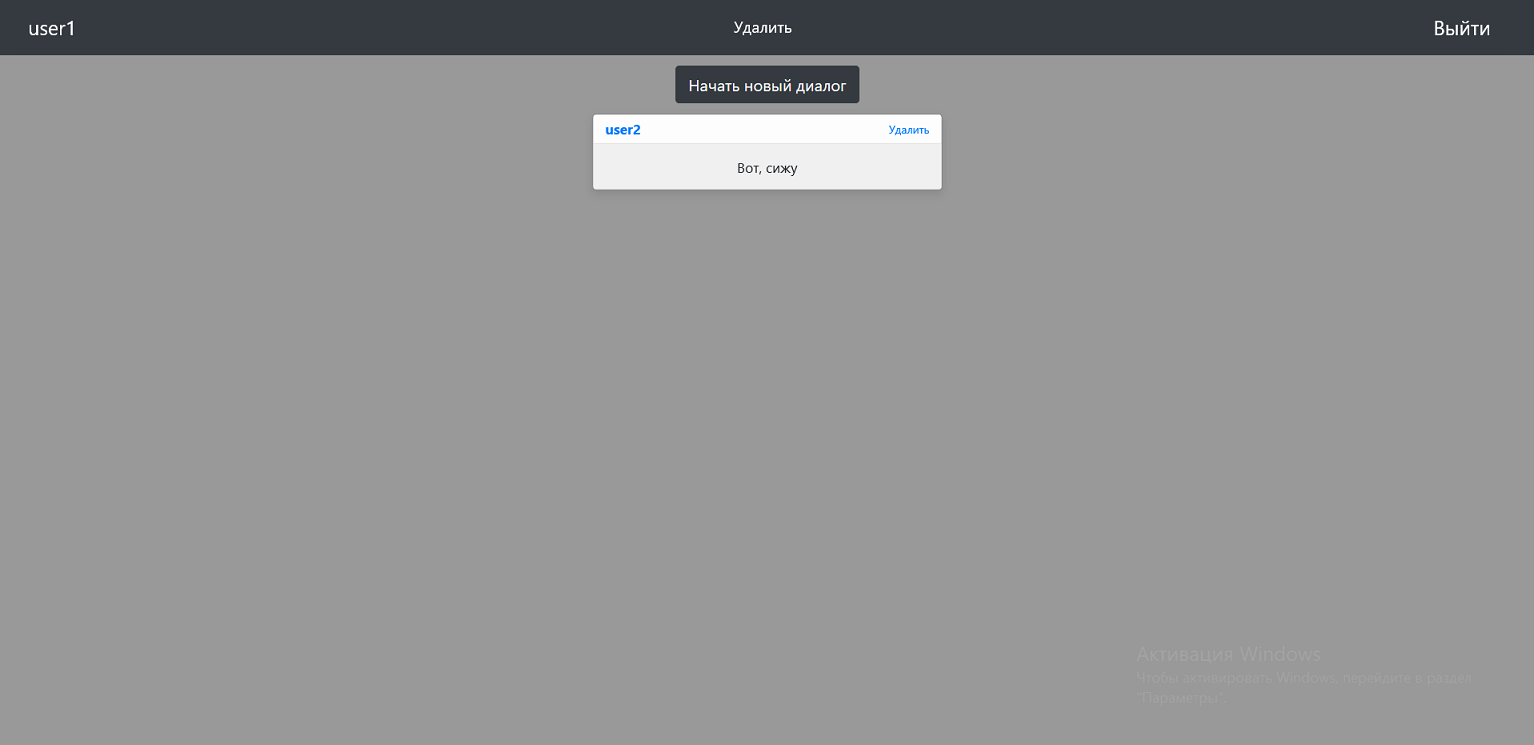 user1
Удалить
Выйти
Начать новый диалог
user2
Удалить
Вот, сижу
Активация Windows
Чтобы активировать Windows, перейдите в раздел
"Параметры".